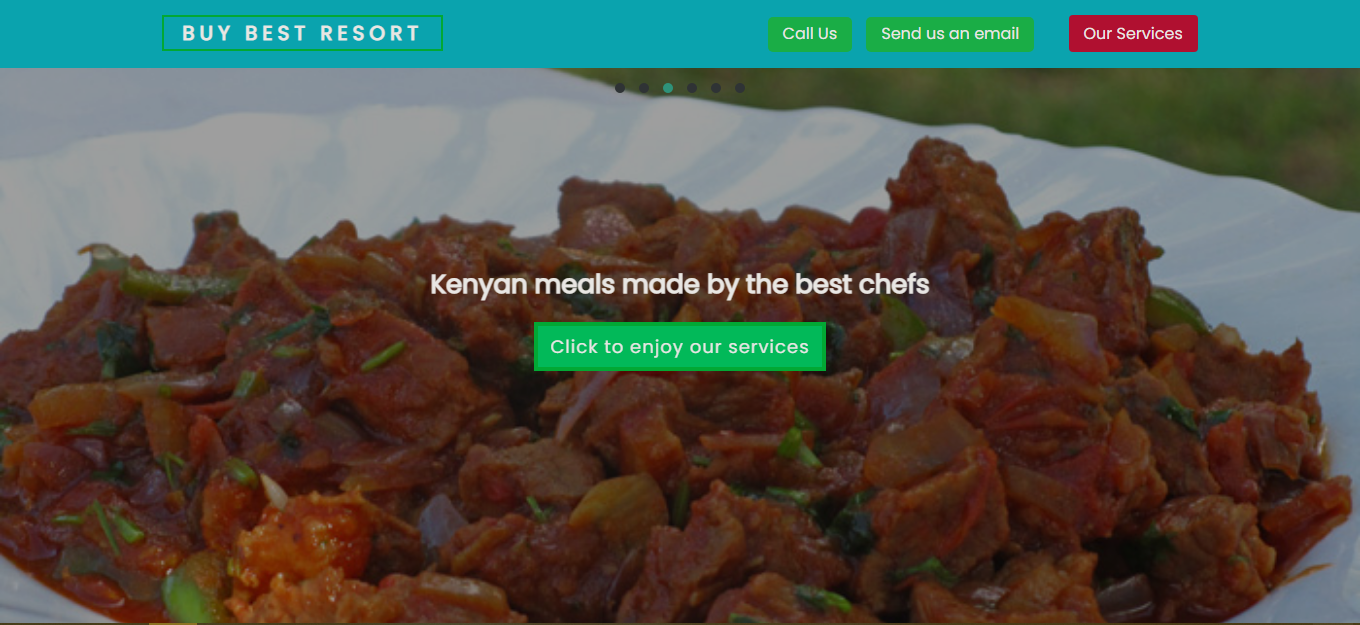 BUY BEST RESORT
Call Us
Send us an email
Our Services
Kenyan meals made by the best chefs
Click to enjoy our services